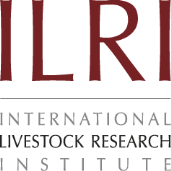 ILRI
INTERNATIONAL
LIVESTOCK RESEARCH
INSTITUTE